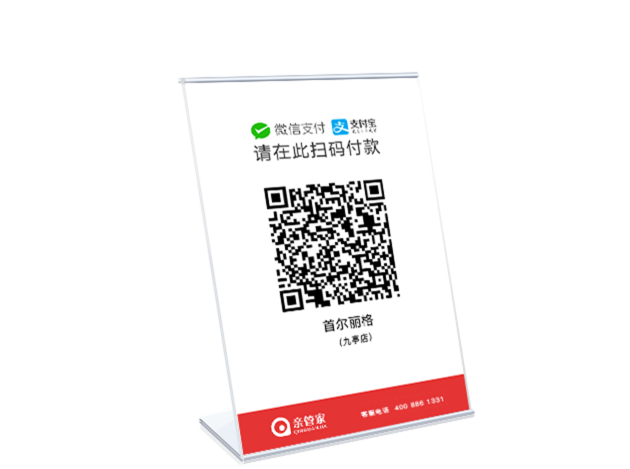 微信支付 支付宝
请在此扫码付款
首尔丽格
(九亭店)
亲管家
客服电话 400 886 1331